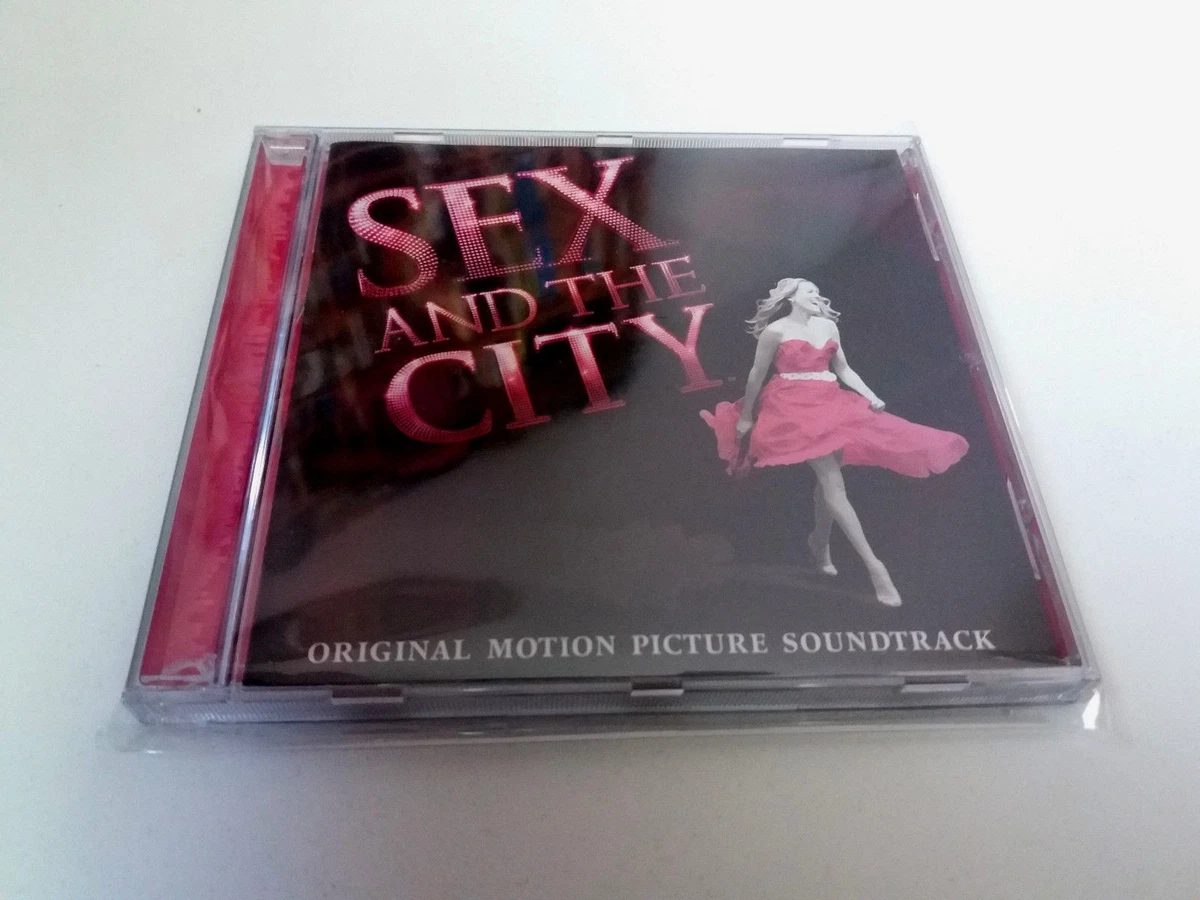 SEX
AND THE
CITY
ORIGINAL MOTION PICTURE SOUNDTRACK